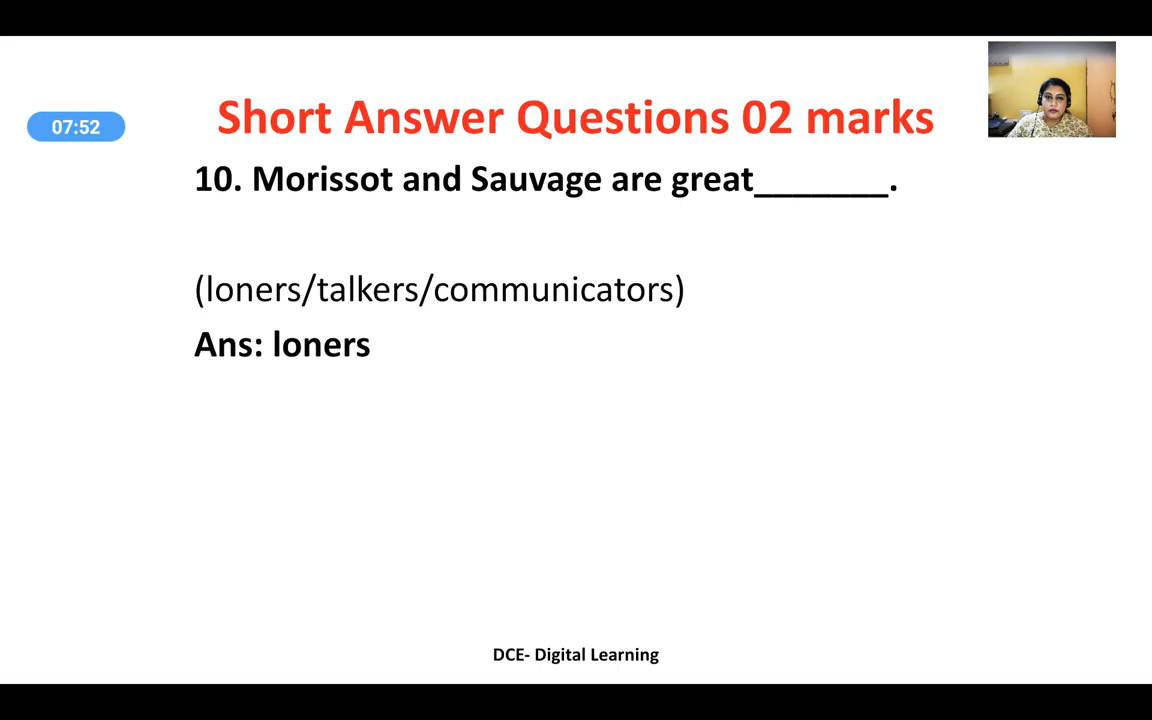 Short Answer Questions 02 marks
07:52
10. Morissot and Sauvage are great_______.
(loners/talkers/communicators)
Ans: loners
DCE- Digital Learning